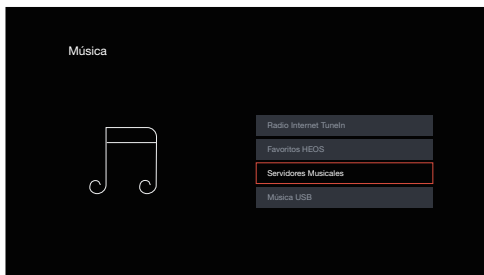 Música
Radio Internet TuneIn
Favoritos HEOS
Servidores Musicales
Música USB